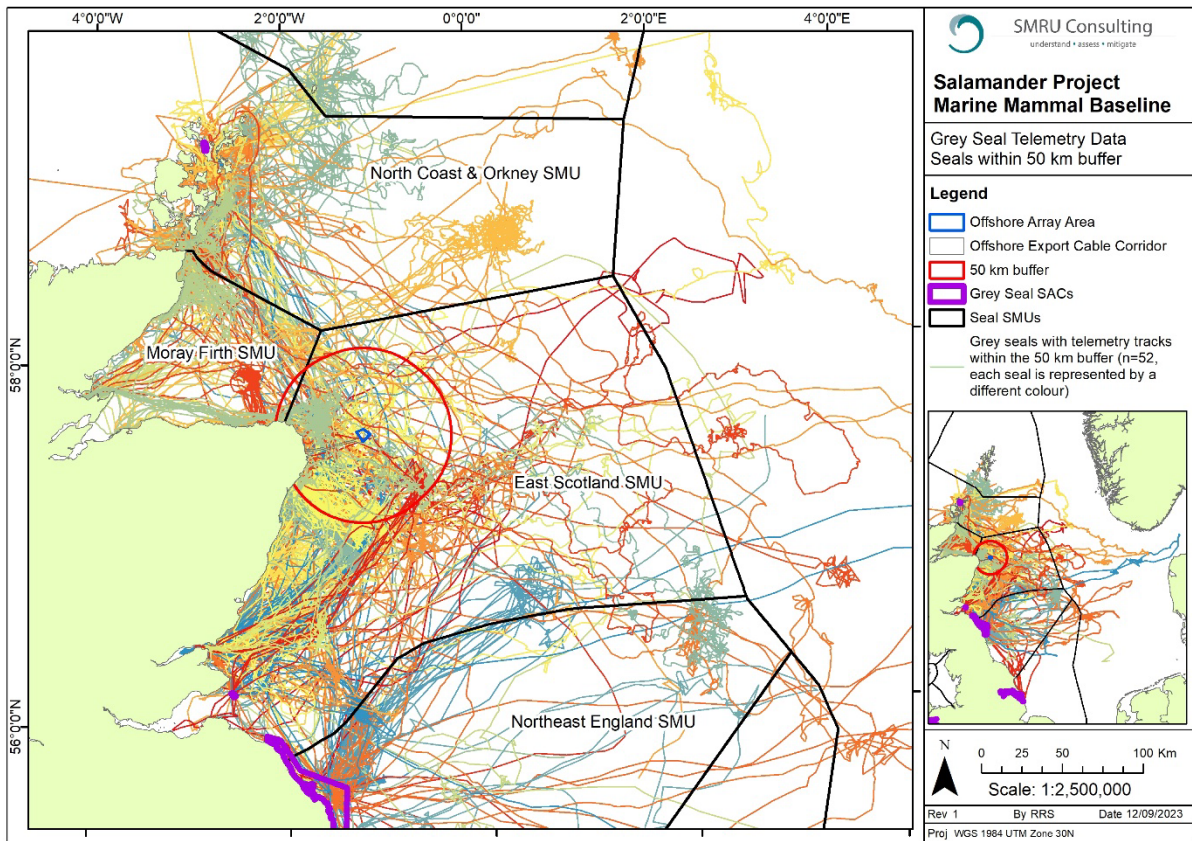 4°0'0"W
2°0'0"W
0°0'0"
2°0'0"E
4°0'0"E
58°0'0"N
56°0'0"N
North Coast & Orkney SMU
Moray Firth SMU
East Scotland SMU
Northeast England SMU
SMRU Consulting
understand • assess • mitigate
Salamander Project
Marine Mammal Baseline
Grey Seal Telemetry Data
Seals within 50 km buffer
Legend
Offshore Array Area
Offshore Export Cable Corridor
50 km buffer
Grey Seal SACs
Seal SMUs
Grey seals with telemetry tracks
within the 50 km buffer (n=52,
each seal is represented by a
different colour)
N
0 25 50 100 Km
Scale: 1:2,500,000
Rev 1 By RRS Date 12/09/2023
Proj WGS 1984 UTM Zone 30N